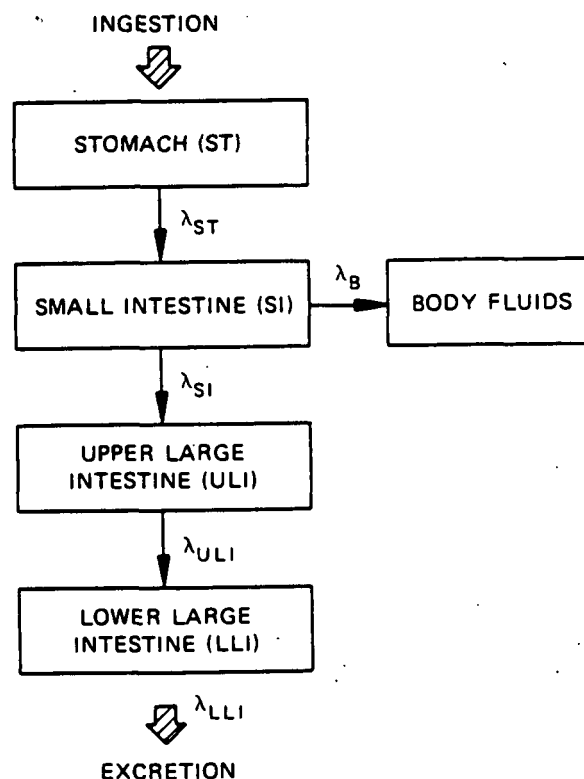 INGESTION
STOMACH (ST)
λST
SMALL INTESTINE (SI)
λB
BODY FLUIDS
λSI
UPPER LARGE
INTESTINE (ULI)
λULI
LOWER LARGE
INTESTINE (LLI)
λLLI
EXCRETION